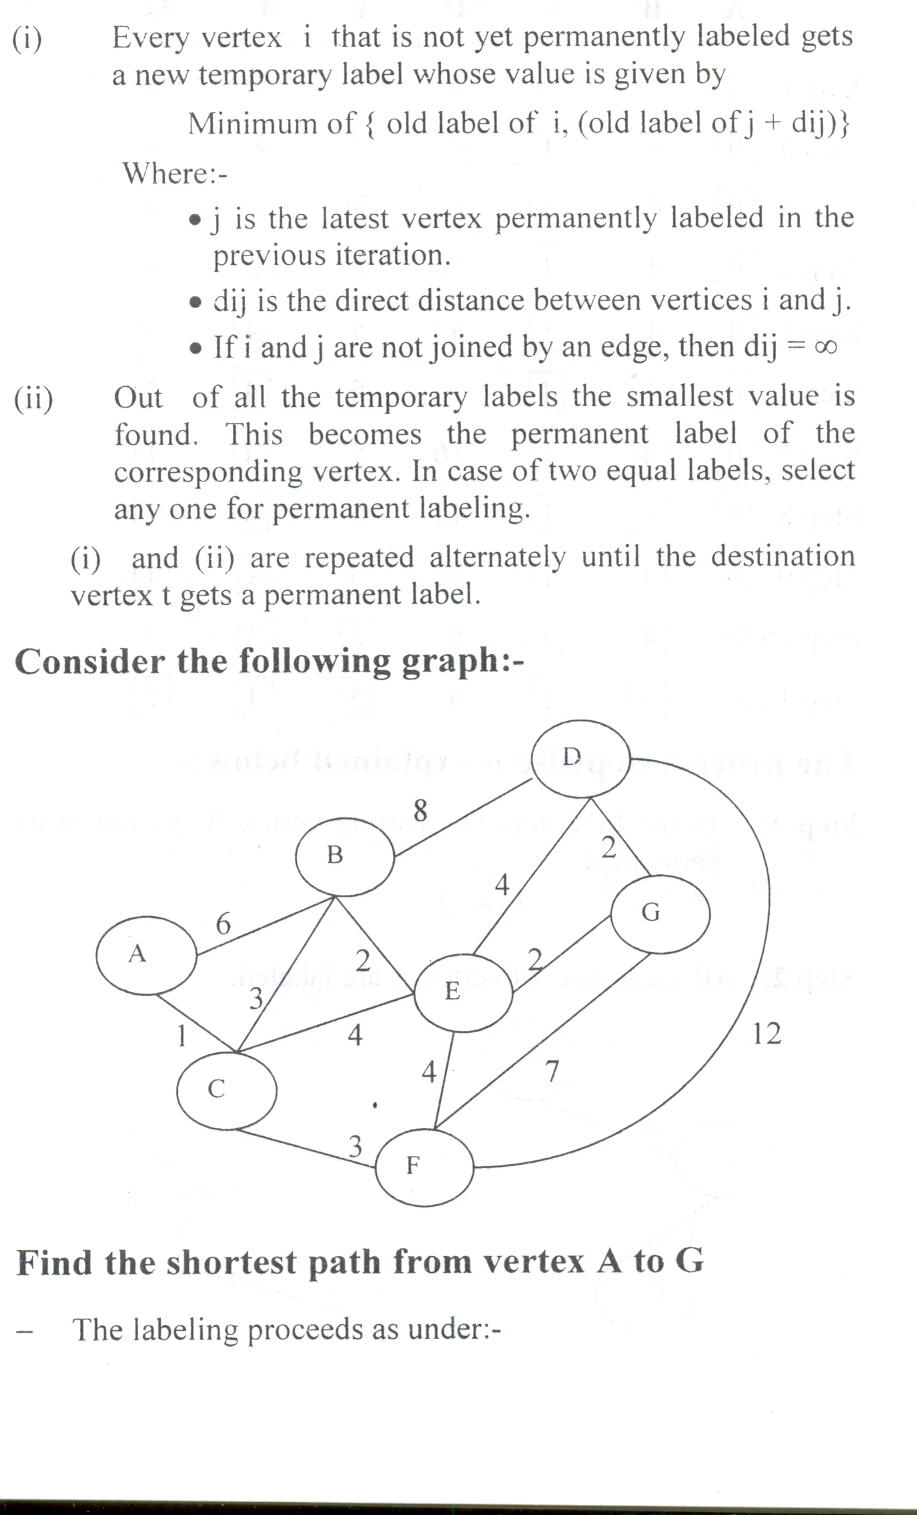 (i) Every vertex i that is not yet permanently labeled gets
a new temporary label whose value is given by
Minimum of { old label of i, (old label of j + dij)}
Where:-
• j is the latest vertex permanently labeled in the
previous iteration.
• dij is the direct distance between vertices i and j.
• If i and j are not joined by an edge, then dij = ∞
(ii) Out of all the temporary labels the smallest value is
found. This becomes the permanent label of the
corresponding vertex. In case of two equal labels, select
any one for permanent labeling.
(i) and (ii) are repeated alternately until the destination
vertex t gets a permanent label.
Consider the following graph:-
D
8
B
2
4
G
6
A
2
2
E
3
1
4
12
C
4
7
3
F
Find the shortest path from vertex A to G
– The labeling proceeds as under:-